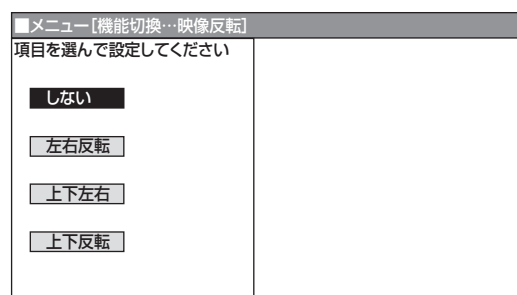 ■メニュー[機能切換…映像反転]
項目を選んで設定してください
しない
左右反転
上下左右
上下反転